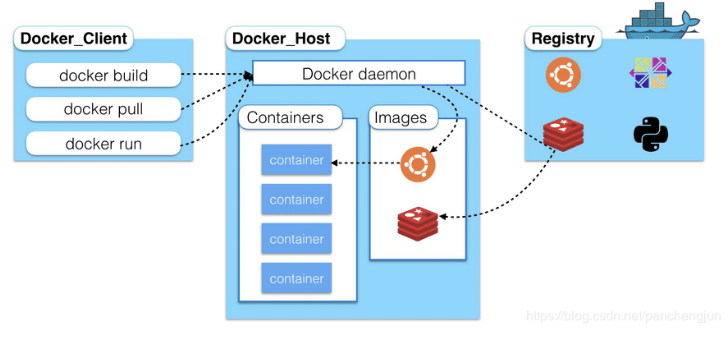 Docker_Client
docker build
docker pull
docker run
Docker_Host
Docker daemon
Containers
container
container
container
container
Images
Registry
https://blog.csdn.net/panchengjun